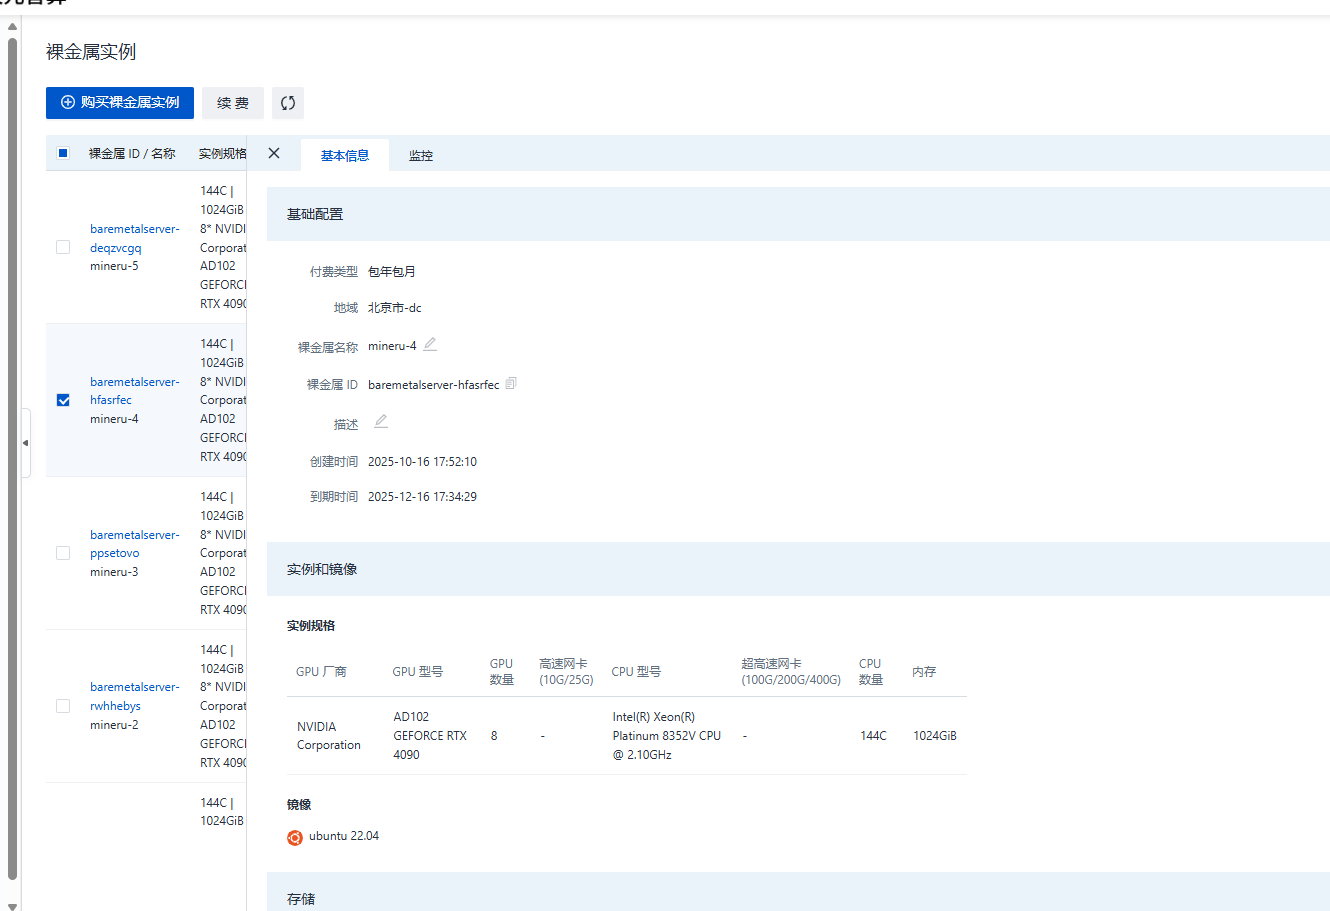 裸金属实例
购买裸金属实例
续 费
裸金属 ID / 名称
实例规格
基本信息
监控
baremetalserver-
deqzvcgq
mineru-5
144C |
1024GiB
8* NVIDI
Corporat
AD102
GEFORCE
RTX 4090
baremetalserver-
hfasrfec
mineru-4
144C |
1024GiB
8* NVIDI
Corporat
AD102
GEFORCE
RTX 4090
baremetalserver-
ppsetovo
mineru-3
144C |
1024GiB
8* NVIDI
Corporat
AD102
GEFORCE
RTX 4090
baremetalserver-
rwhhebys
mineru-2
144C |
1024GiB
8* NVIDI
Corporat
AD102
GEFORCE
RTX 4090
144C |
1024GiB
基础配置
付费类型 包年包月
地域 北京市-dc
裸金属名称 mineru-4
裸金属 ID baremetalserver-hfasrfec
描述
创建时间 2025-10-16 17:52:10
到期时间 2025-12-16 17:34:29
实例和镜像
实例规格
GPU 厂商
GPU 型号
GPU
数量
高速网卡
(10G/25G)
CPU 型号
超高速网卡
(100G/200G/400G)
CPU
数量
内存
NVIDIA
Corporation
AD102
GEFORCE RTX
4090
8
-
Intel(R) Xeon(R)
Platinum 8352V CPU
@ 2.10GHz
-
144C
1024GiB
镜像
ubuntu 22.04
存储